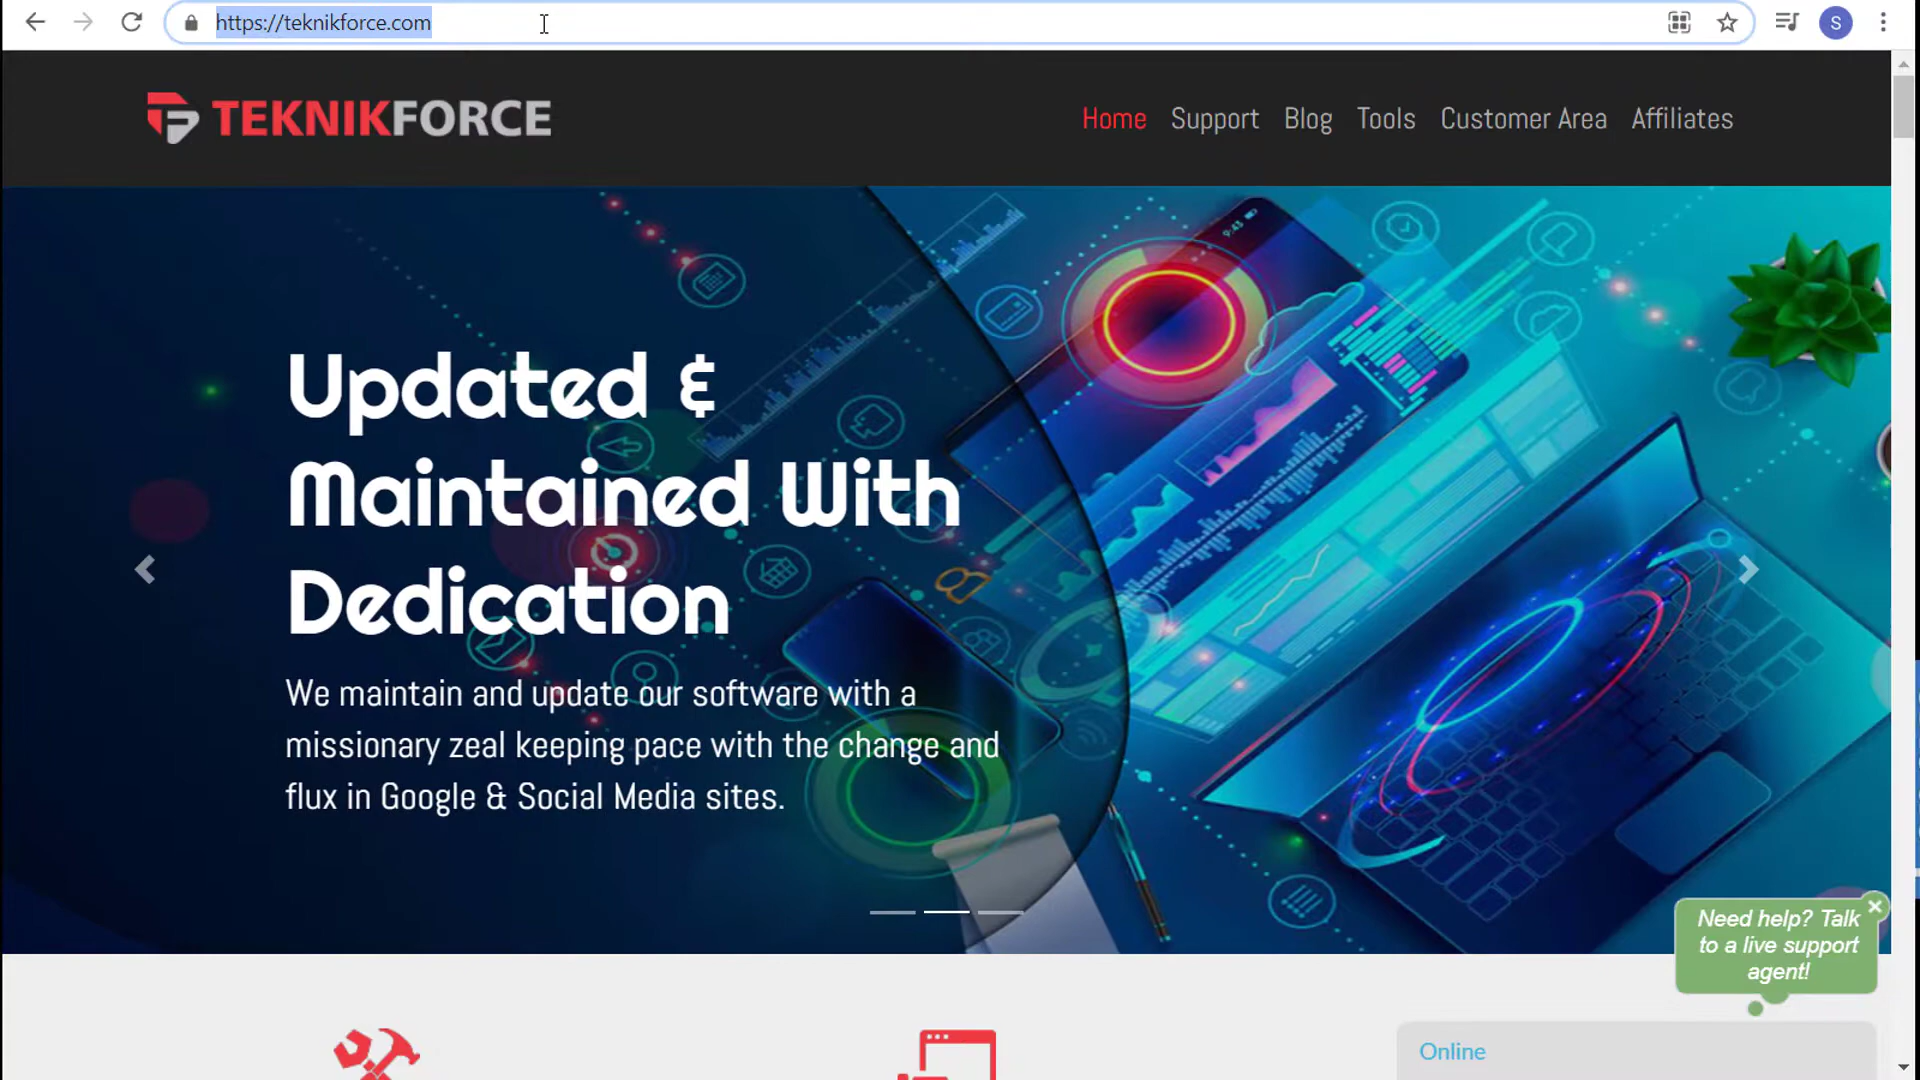 https://teknikforce.com
S
TEKNIKFORCE
Home Support Blog Tools Customer Area Affiliates
9:43
Updated &
Maintained With
Dedication
We maintain and update our software with a
missionary zeal keeping pace with the change and
flux in Google & Social Media sites.
Need help? Talk
to a live support
agent!
Online